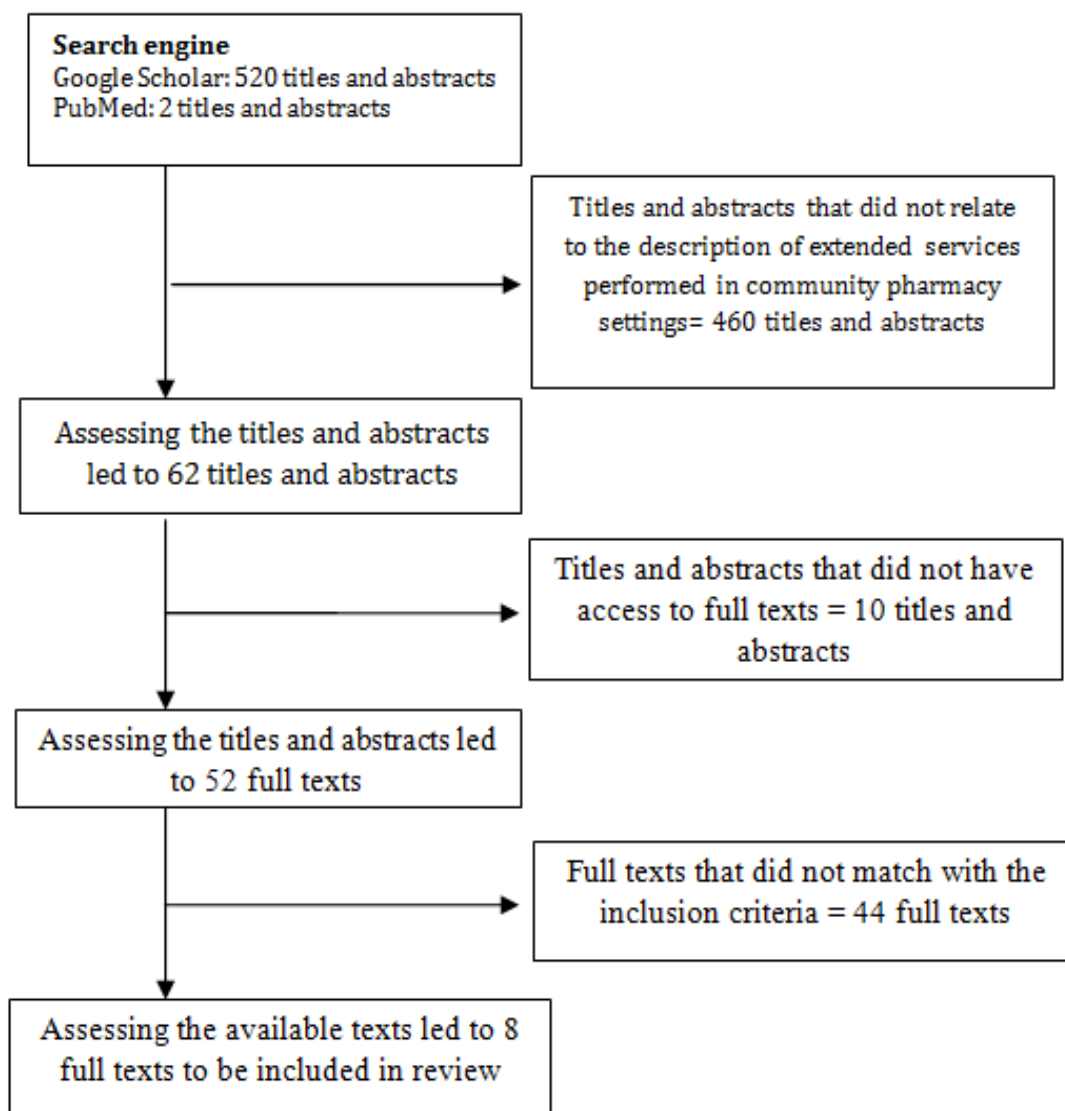 Search engine
Google Scholar: 520 titles and abstracts
PubMed: 2 titles and abstracts
Titles and abstracts that did not relate
to the description of extended services
performed in community pharmacy
settings= 460 titles and abstracts
Assessing the titles and abstracts
led to 62 titles and abstracts
Titles and abstracts that did not have
access to full texts = 10 titles and
abstracts
Assessing the titles and abstracts led
to 52 full texts
Full texts that did not match with the
inclusion criteria = 44 full texts
Assessing the available texts led to 8
full texts to be included in review